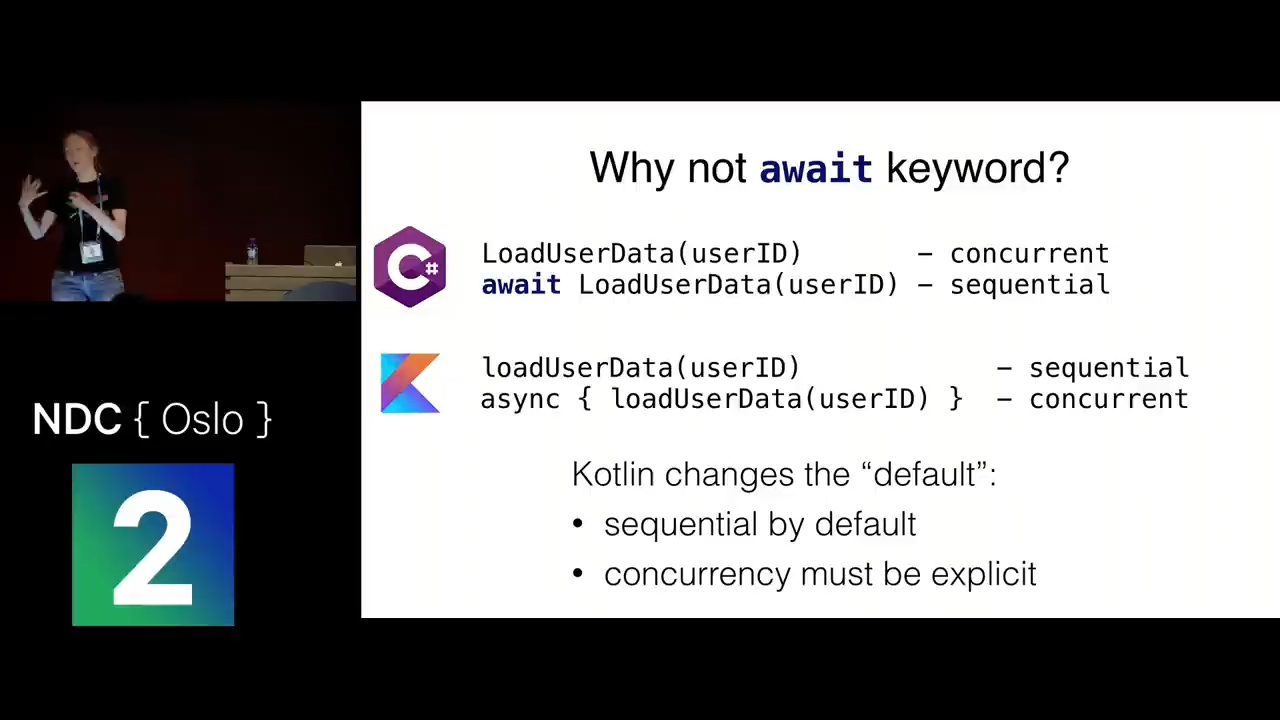 Why not await keyword?
C#
LoadUserData(userID) – concurrent
await LoadUserData(userID) – sequential
loadUserData(userID) – sequential
async { loadUserData(userID) } – concurrent
Kotlin changes the “default”:
• sequential by default
• concurrency must be explicit
NDC { Oslo }
2